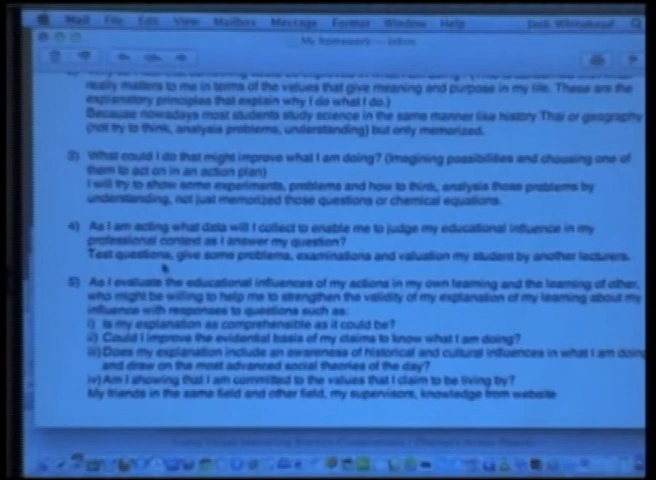 Mail File Edit View Mailbox Message Format Window Help Jack Whitehead
My homework — Inbox
really matters to me in terms of the values that give meaning and purpose in my life. These are the
explanatory principles that explain why I do what I do.)
Because nowadays most students study science in the same manner like history Thai or geography
(not try to think, analysis problems, understanding) but only memorized.
3) What could I do that might improve what I am doing? (Imagining possibilities and choosing one of
them to act on in an action plan)
I will try to show some experiments, problems and how to think, analysis those problems by
understanding, not just memorized those questions or chemical equations.
4) As I am acting what data will I collect to enable me to judge my educational influence in my
professional context as I answer my question?
Test questions, give some problems, examinations and valuation my student by another lecturers.
5) As I evaluate the educational influences of my actions in my own learning and the learning of other,
who might be willing to help me to strengthen the validity of my explanation of my learning about my
influence with responses to questions such as:
i) Is my explanation as comprehensible as it could be?
ii) Could I improve the evidential basis of my claims to know what I am doing?
iii) Does my explanation include an awareness of historical and cultural influences in what I am doing
and draw on the most advanced social theories of the day?
iv) Am I showing that I am committed to the values that I claim to be living by?
My friends in the same field and other field, my supervisors, knowledge from website